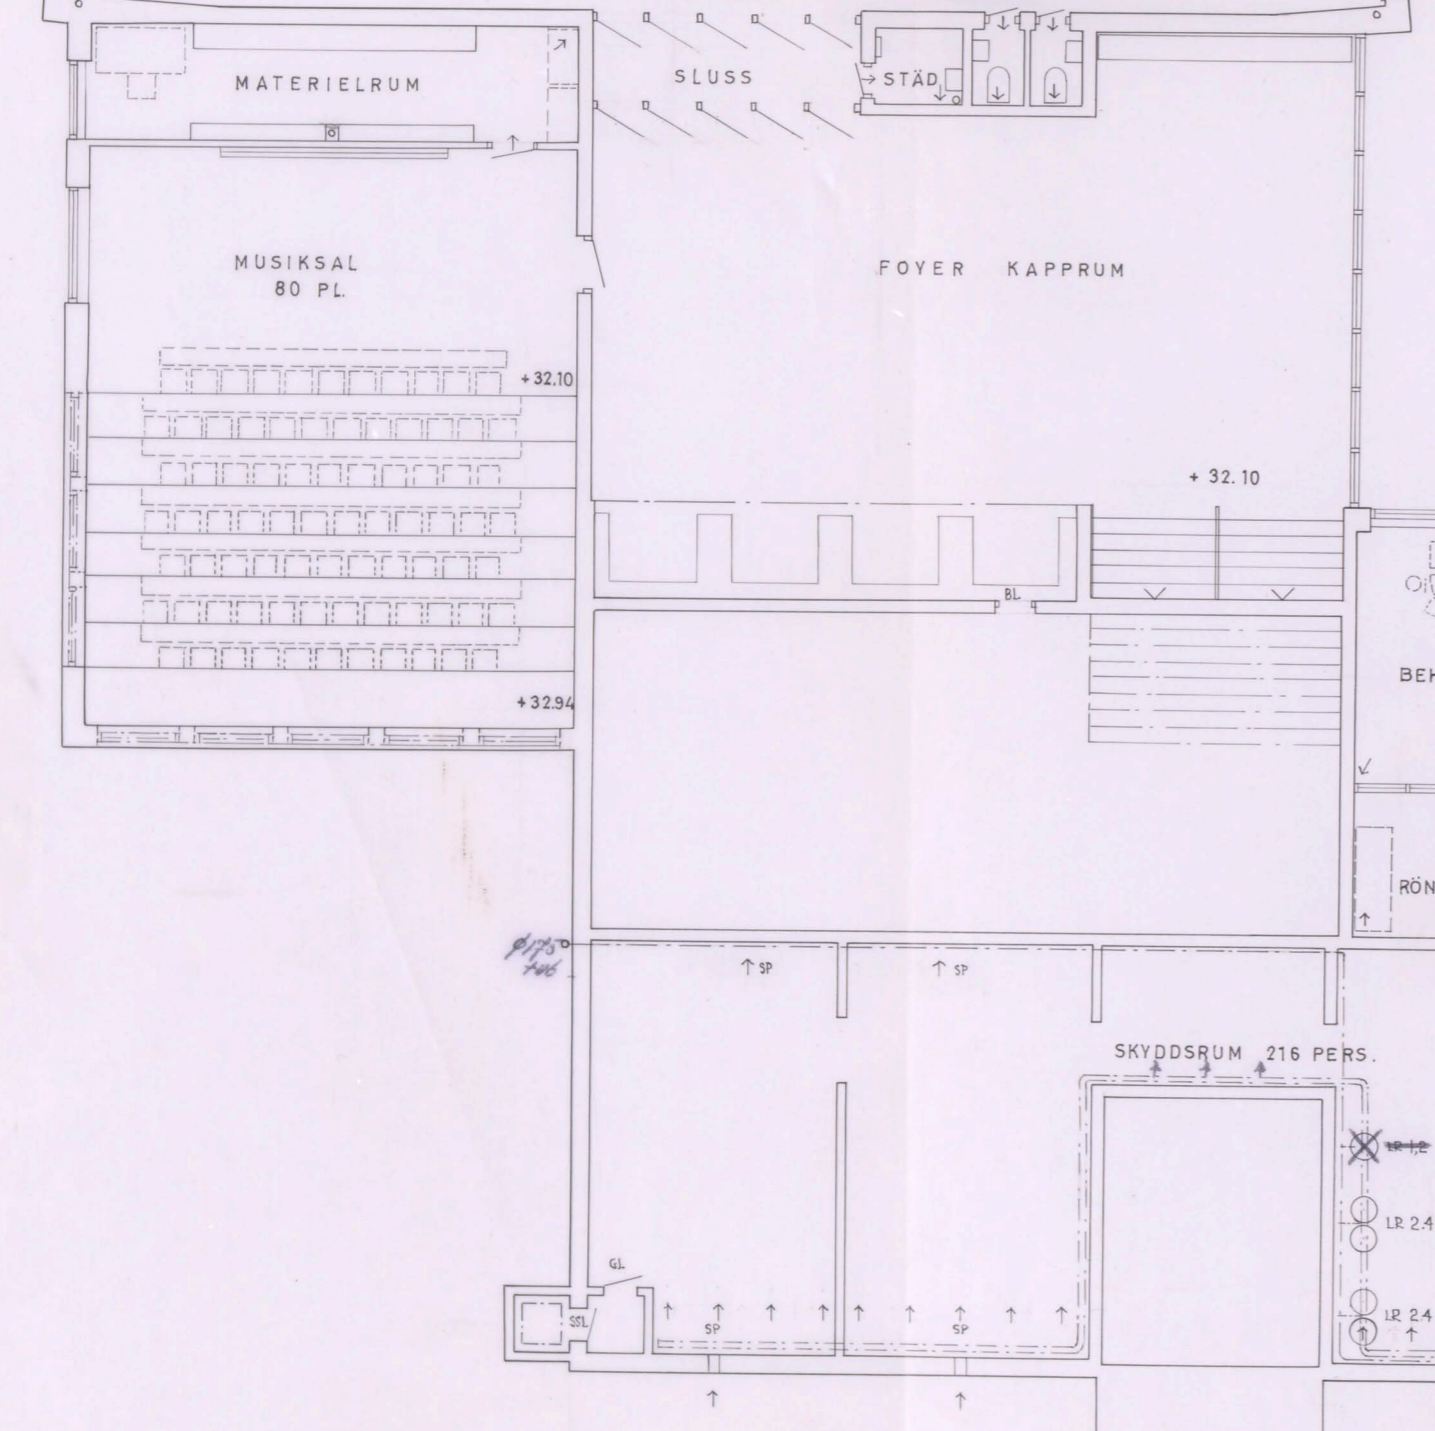 MATERIELRUM
SLUSS
STÄD.
MUSIKSAL
80 PL.
FOYER KAPPRUM
+32.10
+ 32.10
BL
BEH
+32.94
RÖN
φ175
SP
SP
SKYDDSRUM 216 PERS.
LR 1,2
LR 2.4
GL
SSL
SP
SP
LR 2.4